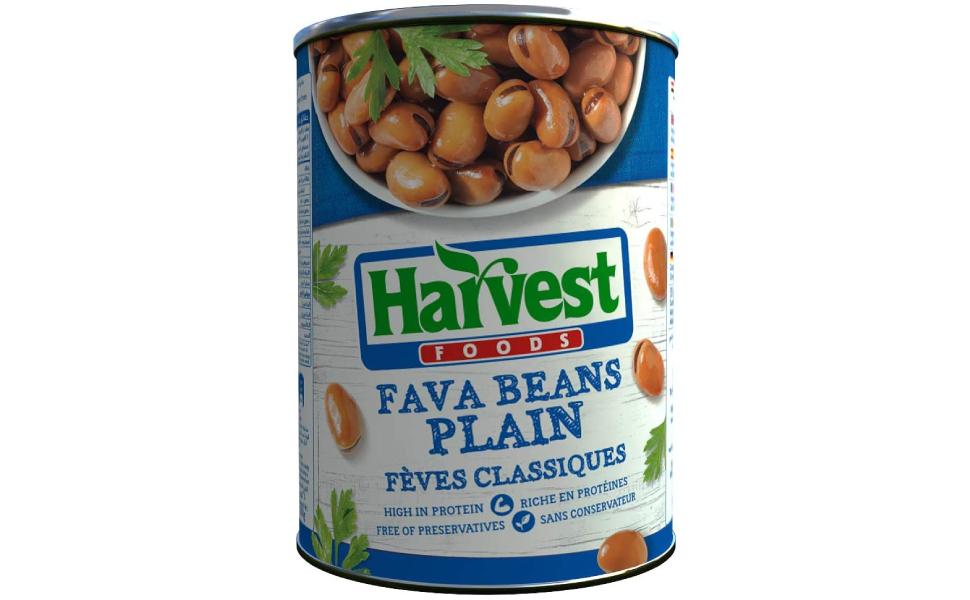 Harvest
FOODS
FAVA BEANS
PLAIN
FÈVES CLASSIQUES
HIGH IN PROTEIN RICHE EN PROTÉINES
FREE OF PRESERVATIVES SANS CONSERVATEUR